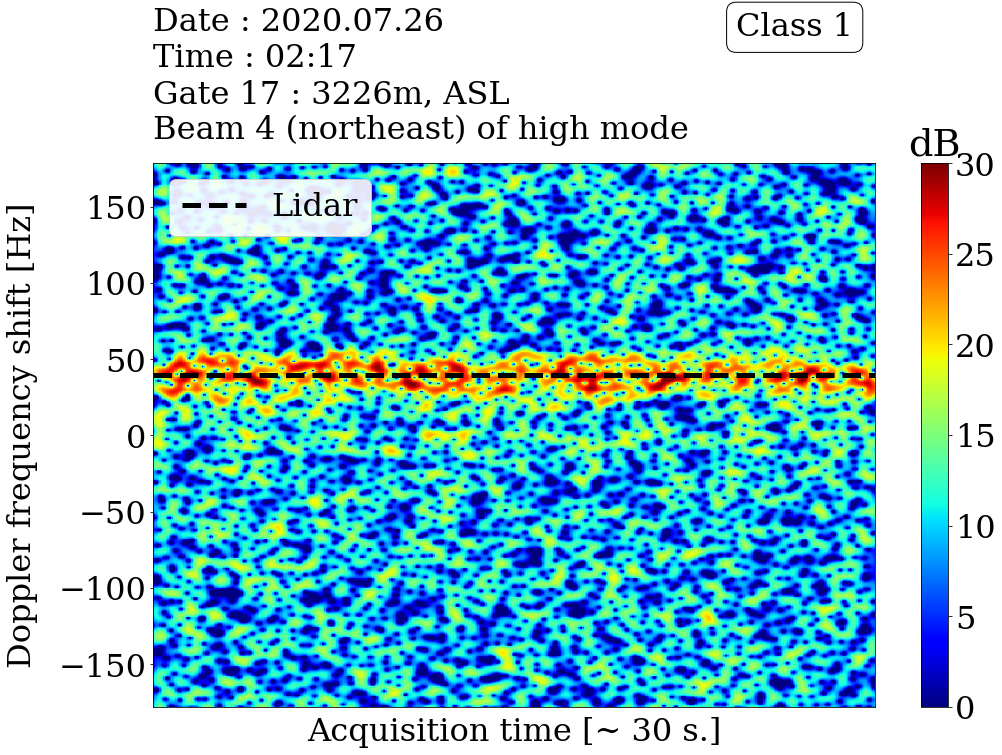 Date : 2020.07.26
Time : 02:17
Gate 17 : 3226m, ASL
Beam 4 (northeast) of high mode
Class 1
dB
Lidar
Doppler frequency shift [Hz]
150
100
50
0
−50
−100
−150
30
25
20
15
10
5
0
Acquisition time [~ 30 s.]